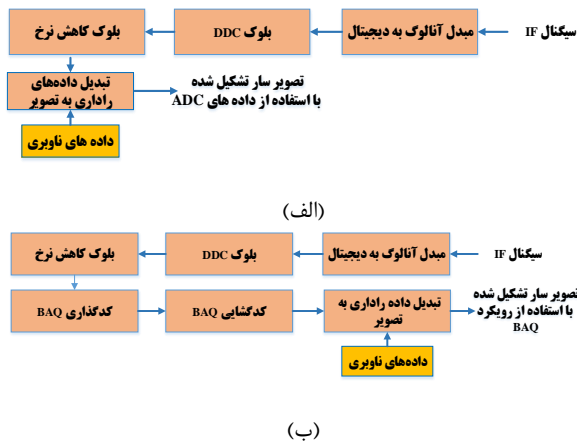 سیگنال IF
مبدل آنالوگ به دیجیتال
بلوک DDC
بلوک کاهش نرخ
تبدیل داده‌های
راداری به تصویر
تصویر سار تشکیل شده
با استفاده از داده های ADC
داده های ناوبری
(الف)
سیگنال IF
مبدل آنالوگ به دیجیتال
بلوک DDC
بلوک کاهش نرخ
کدگذاری BAQ
کدگشایی BAQ
تبدیل داده راداری به
تصویر
تصویر سار تشکیل شده
با استفاده از رویکرد
BAQ
داده‌های ناوبری
(ب)